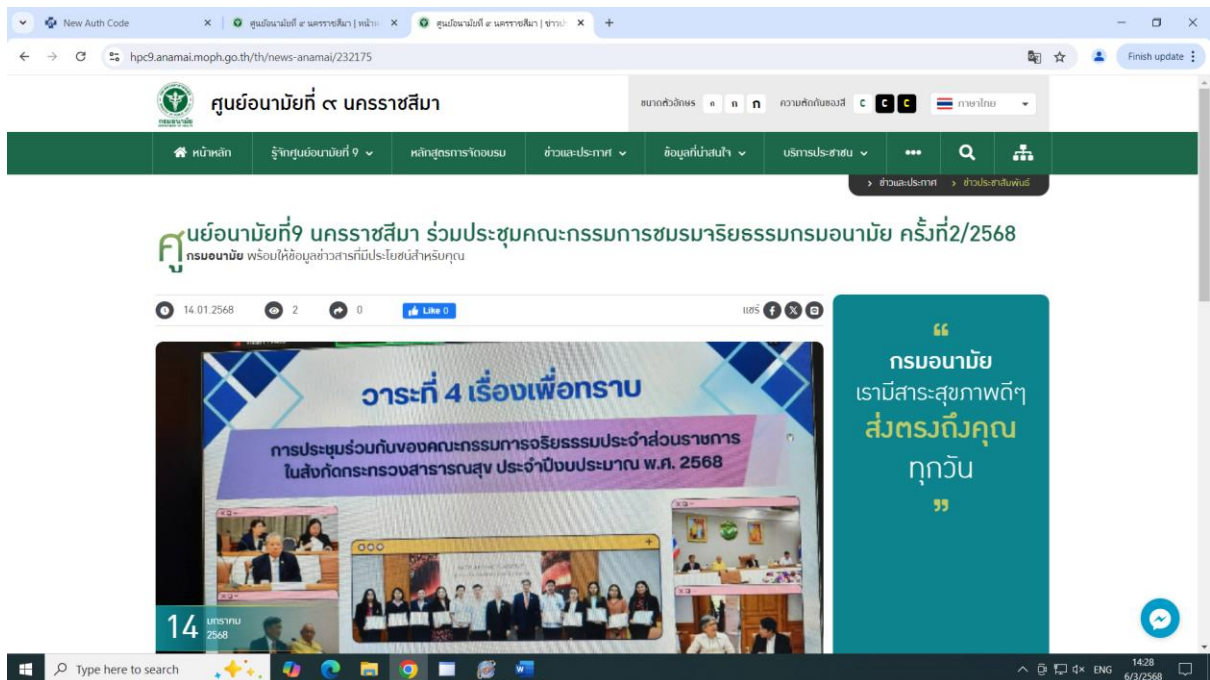 New Auth Code
ศูนย์อนามัยที่ ๙ นครราชสีมา | หน้าห
ศูนย์อนามัยที่ ๙ นครราชสีมา | ข่าวป
hpc9.anamai.moph.go.th/th/news-anamai/232175
Finish update
ศูนย์อนามัยที่ ๙ นครราชสีมา
กรมอนามัย
ขนาดตัวอักษร ก ก ก ความตัดกันของสี C C C ภาษาไทย
หน้าหลัก รู้จักศูนย์อนามัยที่ 9 หลักสูตรการจัดอบรม ข่าวและประกาศ ข้อมูลที่น่าสนใจ บริการประชาชน
> ข่าวและประกาศ > ข่าวประชาสัมพันธ์
ศูนย์อนามัยที่9 นครราชสีมา ร่วมประชุมคณะกรรมการชมรมจริยธรรมกรมอนามัย ครั้งที่2/2568
กรมอนามัย พร้อมให้ข้อมูลข่าวสารที่มีประโยชน์สำหรับคุณ
14.01.2568 2 0 Like 0 แชร์
วาระที่ 4 เรื่องเพื่อทราบ
การประชุมร่วมกันของคณะกรรมการจริยธรรมประจำส่วนราชการ
ในสังกัดกระทรวงสาธารณสุข ประจำปีงบประมาณ พ.ศ. 2568
14 มกราคม
2568
“
กรมอนามัย
เรามีสาระสุขภาพดีๆ
ส่งตรงถึงคุณ
ทุกวัน
”
Type here to search
ENG
14:28
6/3/2568